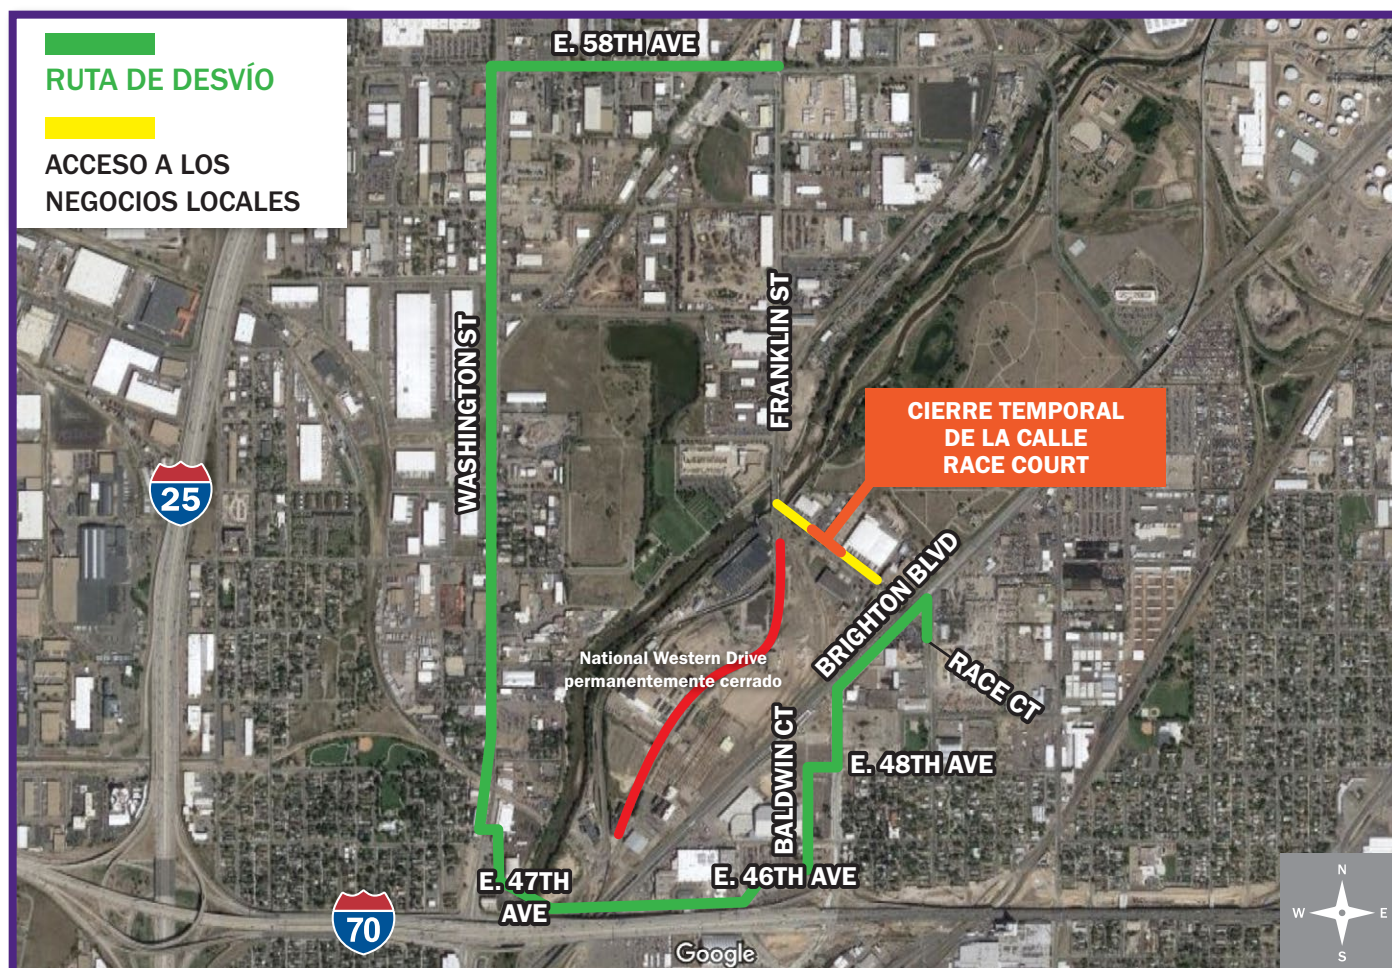 RUTA DE DESVÍO
ACCESO A LOS
NEGOCIOS LOCALES
E. 58TH AVE
WASHINGTON ST
FRANKLIN ST
CIERRE TEMPORAL
DE LA CALLE
RACE COURT
25
BRIGHTON BLVD
National Western Drive
permanentemente cerrado
RACE CT
BALDWIN CT
E. 48TH AVE
E. 47TH
AVE
E. 46TH AVE
70
Google
N
W E
S